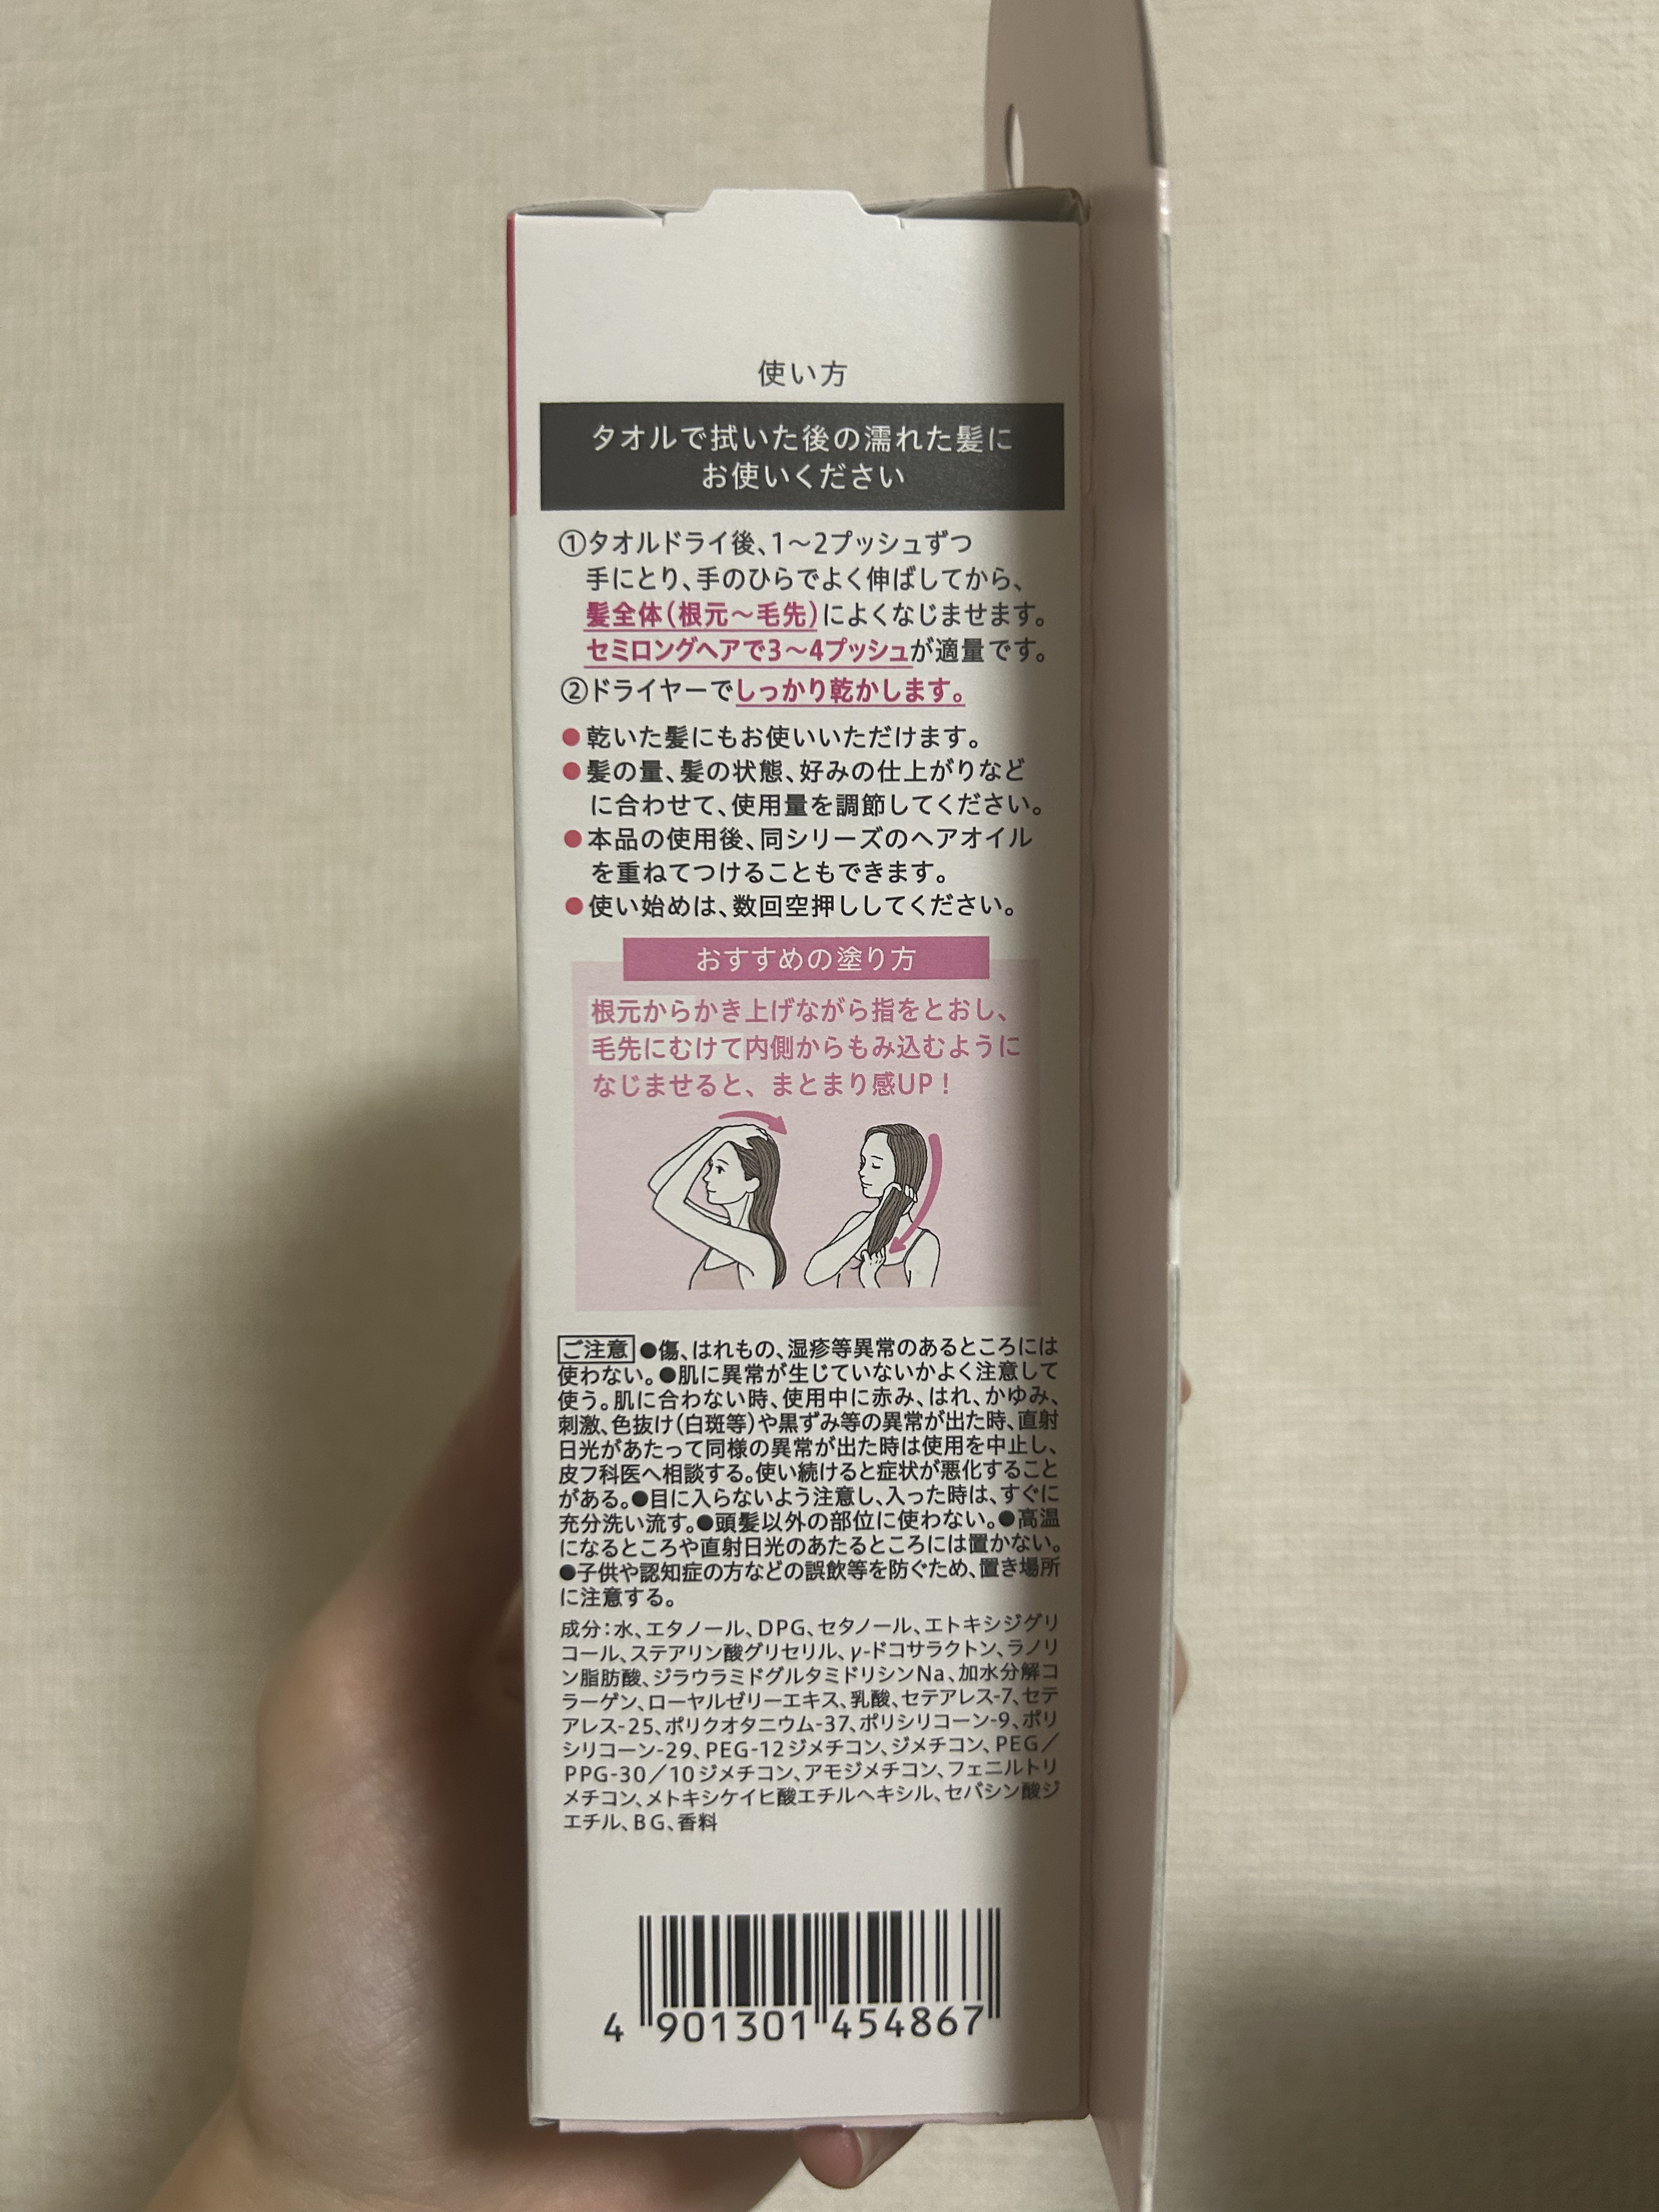 使い方
タオルで拭いた後の濡れた髪に
お使いください
①タオルドライ後、1～2プッシュずつ
手にとり、手のひらでよく伸ばしてから、
髪全体(根元～毛先)によくなじませます。
セミロングヘアで3～4プッシュが適量です。
②ドライヤーでしっかり乾かします。
●乾いた髪にもお使いいただけます。
●髪の量、髪の状態、好みの仕上がりなど
に合わせて、使用量を調節してください。
●本品の使用後、同シリーズのヘアオイル
を重ねてつけることもできます。
●使い始めは、数回空押ししてください。
おすすめの塗り方
根元からかき上げながら指をとおし、
毛先にむけて内側からもみ込むように
なじませると、まとまり感UP！
ご注意 ●傷、はれもの、湿疹等異常のあるところには
使わない。●肌に異常が生じていないかよく注意して
使う。肌に合わない時、使用中に赤み、はれ、かゆみ、
刺激、色抜け(白斑等)や黒ずみ等の異常が出た時、直射
日光があたって同様の異常が出た時は使用を中止し、
皮フ科医へ相談する。使い続けると症状が悪化すること
がある。●目に入らないよう注意し、入った時は、すぐに
充分洗い流す。●頭髪以外の部位に使わない。●高温
になるところや直射日光のあたるところには置かない。
●子供や認知症の方などの誤飲等を防ぐため、置き場所
に注意する。
成分：水、エタノール、DPG、セタノール、エトキシジグリ
コール、ステアリン酸グリセリル、γ-ドコサラクトン、ラノリ
ン脂肪酸、ジラウラミドグルタミドリシンNa、加水分解コ
ラーゲン、ローヤルゼリーエキス、乳酸、セテアレス-7、セテ
アレス-25、ポリクオタニウム-37、ポリシリコーン-9、ポリ
シリコーン-29、PEG-12ジメチコン、ジメチコン、PEG／
PPG-30／10ジメチコン、アモジメチコン、フェニルトリ
メチコン、メトキシケイヒ酸エチルヘキシル、セバシン酸ジ
エチル、BG、香料
4 901301 454867